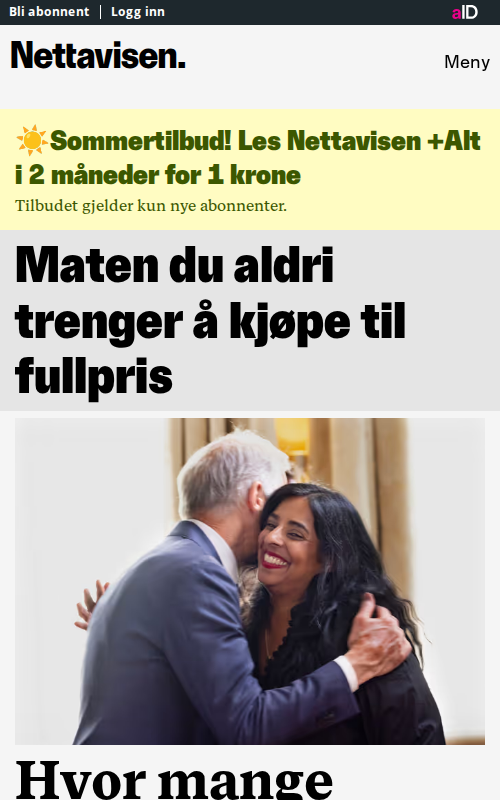 Bli abonnent | Logg inn
aID
Nettavisen.
Meny
☀️Sommertilbud! Les Nettavisen +Alt
i 2 måneder for 1 krone
Tilbudet gjelder kun nye abonnenter.
Maten du aldri
trenger å kjøpe til
fullpris
Hvor mange